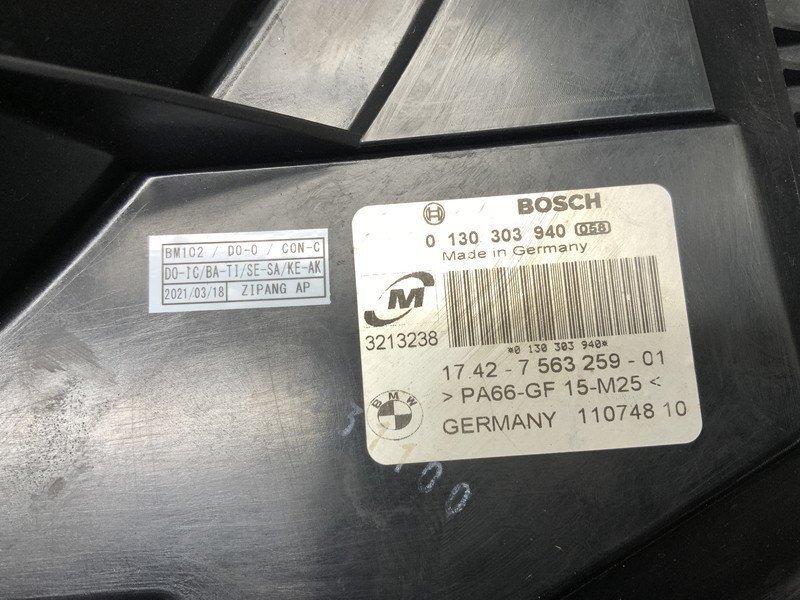 BM102 / DO-O / CON-C
DO-IC/BA-TI/SE-SA/KE-AK
2021/03/18 ZIPANG AP
BOSCH
0 130 303 940 058
Made in Germany
M
3213238
*0 130 303 940*
17.42 - 7 563 259 - 01
> PA66-GF 15-M25 <
BMW
GERMANY 110748 10